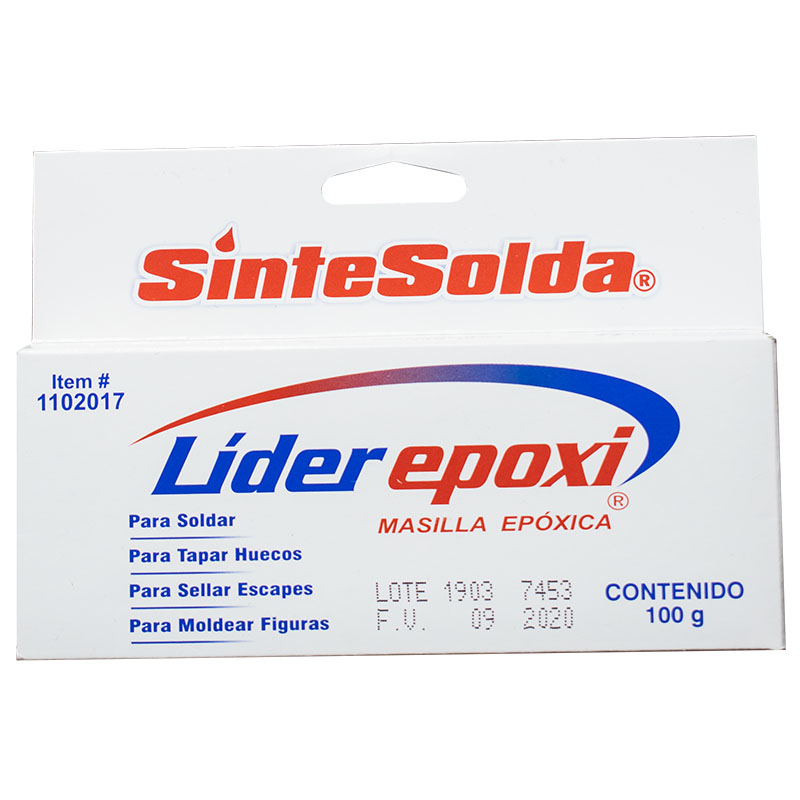 SinteSolda®
Item #
1102017
Líder epoxi®
MASILLA EPÓXICA
Para Soldar
Para Tapar Huecos
Para Sellar Escapes
Para Moldear Figuras
LOTE 1903 7453
F.V. 09 2020
CONTENIDO
100 g